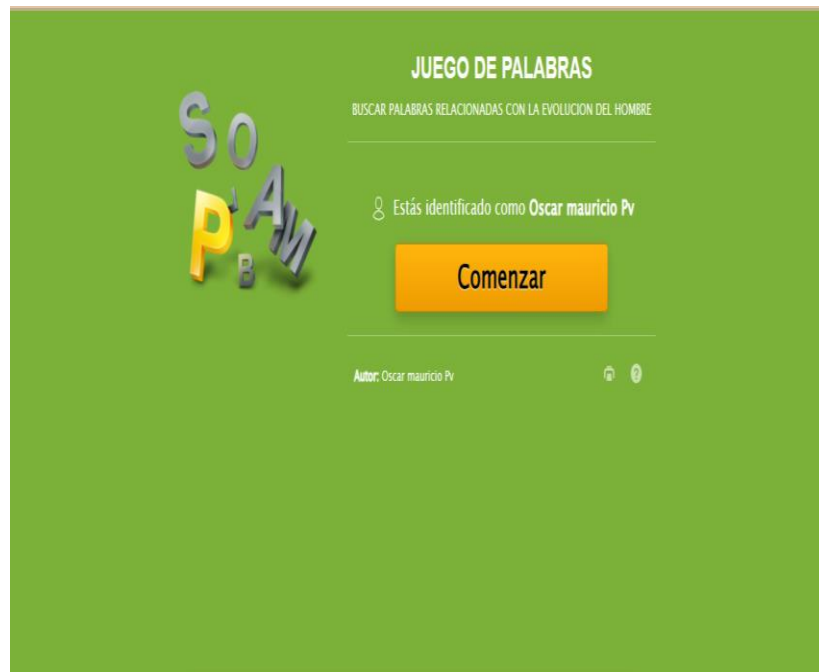 JUEGO DE PALABRAS
BUSCAR PALABRAS RELACIONADAS CON LA EVOLUCION DEL HOMBRE
S O
P I A M
B
Estás identificado como Oscar mauricio Pv
Comenzar
Autor: Oscar mauricio Pv
?